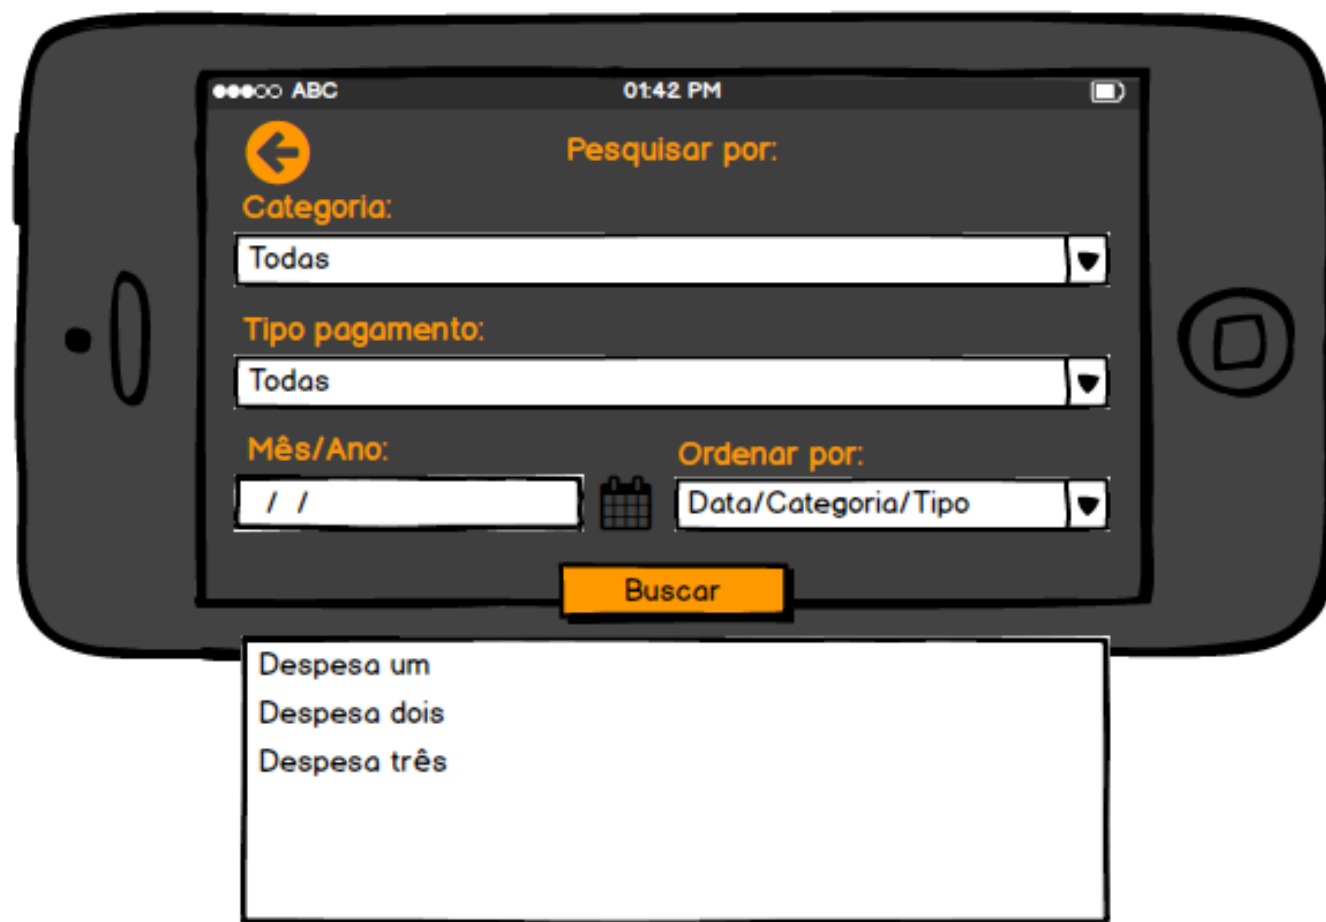 ABC 01:42 PM
Pesquisar por:
Categoria:
Todas
Tipo pagamento:
Todas
Mês/Ano: Ordenar por:
/ / Data/Categoria/Tipo
Buscar
Despesa um
Despesa dois
Despesa três